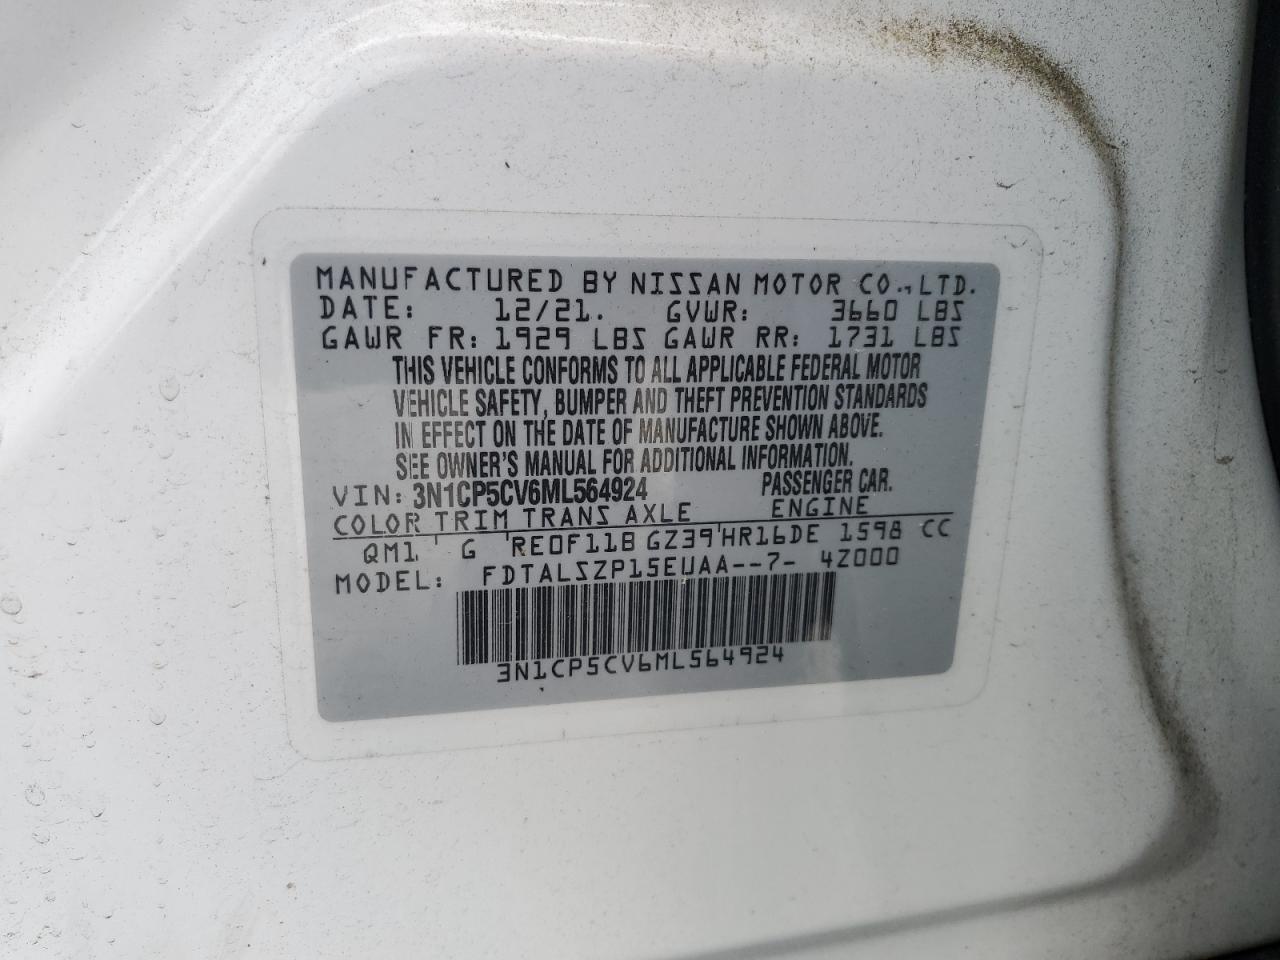 MANUFACTURED BY NISSAN MOTOR CO.,LTD.
DATE: 12/21. GVWR: 3660 LBS
GAWR FR: 1929 LBS GAWR RR: 1731 LBS
THIS VEHICLE CONFORMS TO ALL APPLICABLE FEDERAL MOTOR
VEHICLE SAFETY, BUMPER AND THEFT PREVENTION STANDARDS
IN EFFECT ON THE DATE OF MANUFACTURE SHOWN ABOVE.
SEE OWNER'S MANUAL FOR ADDITIONAL INFORMATION.
VIN: 3N1CP5CV6ML564924 PASSENGER CAR.
COLOR TRIM TRANS AXLE ENGINE
QM1 ' G ' RE0F11B GZ39 ' HR16DE 1598 CC
MODEL: FDTALSZP15EUAA--7- 4Z000
3N1CP5CV6ML564924